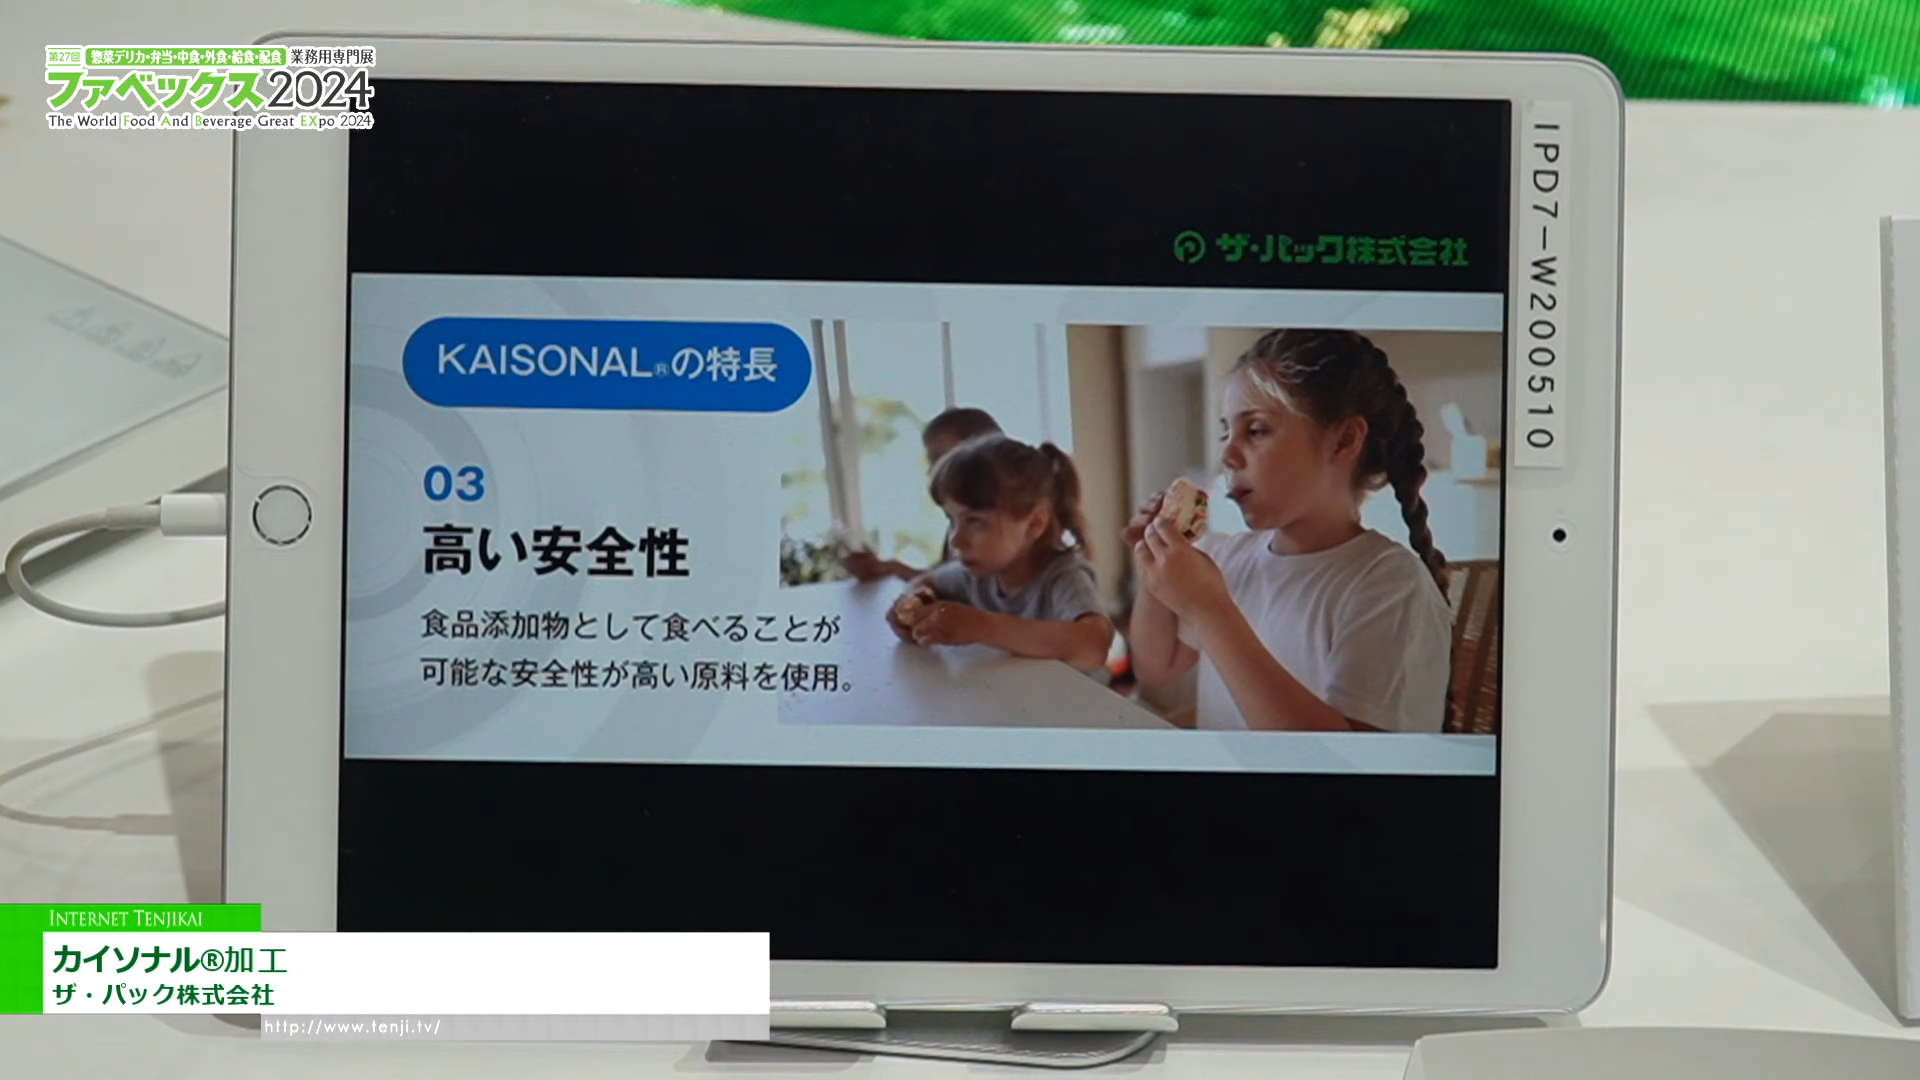 第27回 惣菜デリカ・弁当・中食・外食・給食・配食 業務用専門展
ファベックス2024
The World Food And Beverage Great EXpo 2024
ザ・パック株式会社
IPD7-W200510
KAISONAL®の特長
03
高い安全性
食品添加物として食べることが
可能な安全性が高い原料を使用。
INTERNET TENJIKAI
カイソナル®加工
ザ・パック株式会社
http://www.tenji.tv/